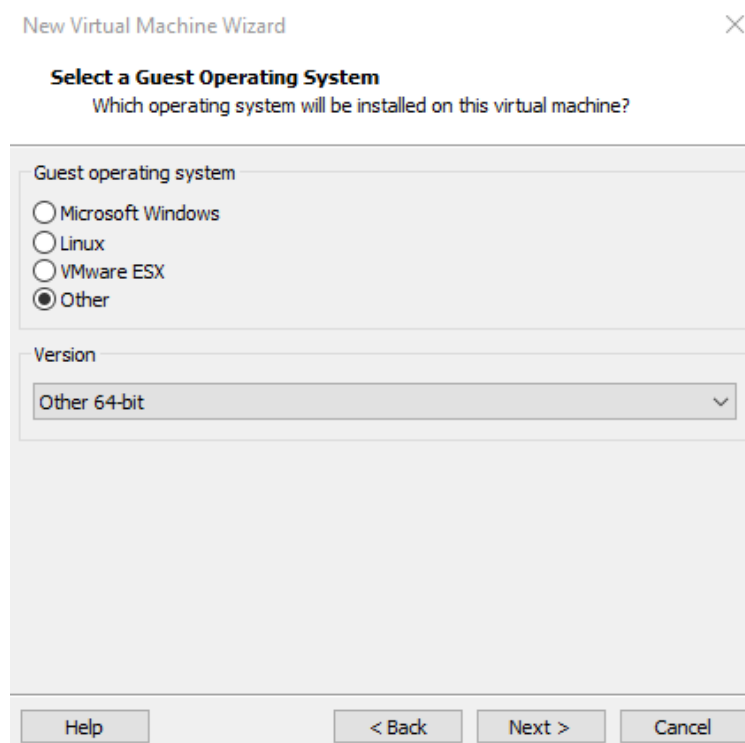 New Virtual Machine Wizard
Select a Guest Operating System
Which operating system will be installed on this virtual machine?
Guest operating system
Microsoft Windows
Linux
VMware ESX
Other
Version
Other 64-bit
Help
< Back
Next >
Cancel